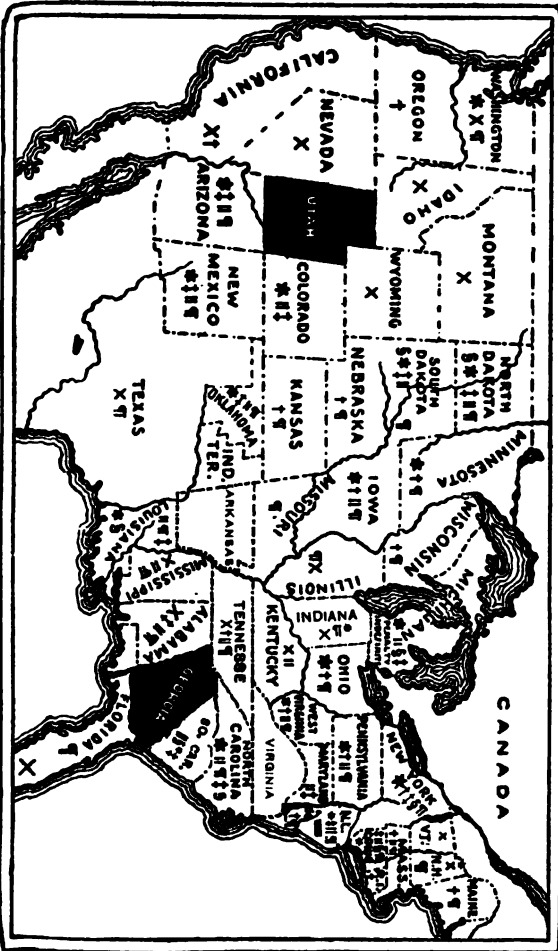 WASHINGTON
* X ¶
OREGON
†
CALIFORNIA
X †
NEVADA
X
IDAHO
X
MONTANA
X
WYOMING
X
UTAH
ARIZONA
* ‡ || ¶
COLORADO
* || ‡
NEW
MEXICO
* ‡ || ¶
NORTH
DAKOTA
§ * ‡ || ¶
SOUTH
DAKOTA
§ * ‡ || ¶
NEBRASKA
† ¶
KANSAS
† ¶
OKLAHOMA
IND.
TER.
TEXAS
X ¶
MINNESOTA
* † ¶
IOWA
* ‡ || ¶
MISSOURI
¶
ARKANSAS
LOUISIANA
* §
WISCONSIN
† ¶
ILLINOIS
¶ X
INDIANA
OHIO
* † ¶
KENTUCKY
X ||
TENNESSEE
X ‡ || ¶
MISSISSIPPI
ALABAMA
X ‡ || ¶
GEORGIA
FLORIDA
¶
X
SO. CAR.
NORTH
CAROLINA
VIRGINIA
WEST
VIRGINIA
MARYLAND
PENNSYLVANIA
* ‡ || ¶
NEW YORK
N.J.
VT.
X
N.H.
MASS
MAINE
† ¶
CANADA